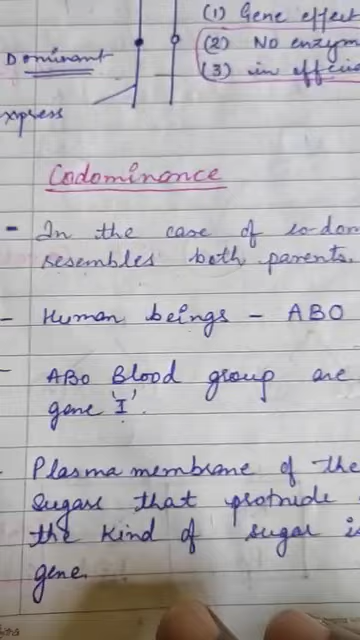 (1) Gene effect
Dominant
(2) No enzym
(3) in effici
xpress
Codominance
- In the case of co-dom
resembles both parents.
- Human beings - ABO
- ABO Blood group are
gene 'I'.
Plasma membrane of the
sugars that protrude
the kind of sugar is
gene.